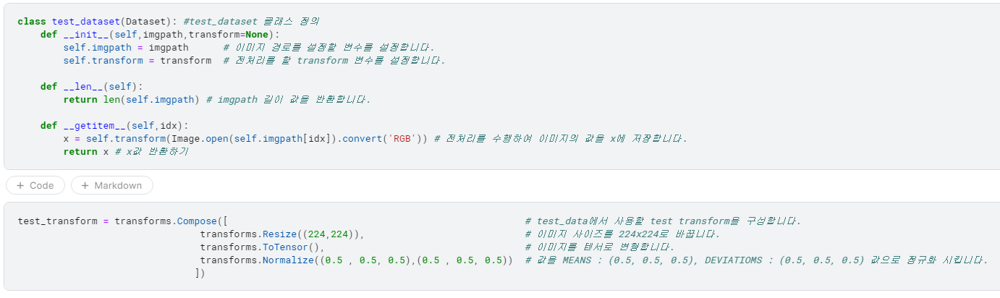 class test_dataset(Dataset): #test_dataset 클래스 정의
    def __init__(self,imgpath,transform=None):
        self.imgpath = imgpath      # 이미지 경로를 설정할 변수를 설정합니다.
        self.transform = transform  # 전처리를 할 transform 변수를 설정합니다.
    def __len__(self):
        return len(self.imgpath) # imgpath 길이 값을 반환합니다.
    def __getitem__(self,idx):
        x = self.transform(Image.open(self.imgpath[idx]).convert('RGB')) # 전처리를 수행하여 이미지의 값을 x에 저장합니다.
        return x # x값 반환하기
+ Code + Markdown
test_transform = transforms.Compose([                                                    # test_data에서 사용할 test transform을 구성합니다.
                                transforms.Resize((224,224)),                            # 이미지 사이즈를 224x224로 바꿉니다.
                                transforms.ToTensor(),                                   # 이미지를 텐서로 변형합니다.
                                transforms.Normalize((0.5 , 0.5, 0.5),(0.5 , 0.5, 0.5))  # 값을 MEANS : (0.5, 0.5, 0.5), DEVIATIOMS : (0.5, 0.5, 0.5) 값으로 정규화 시킵니다.
                               ])